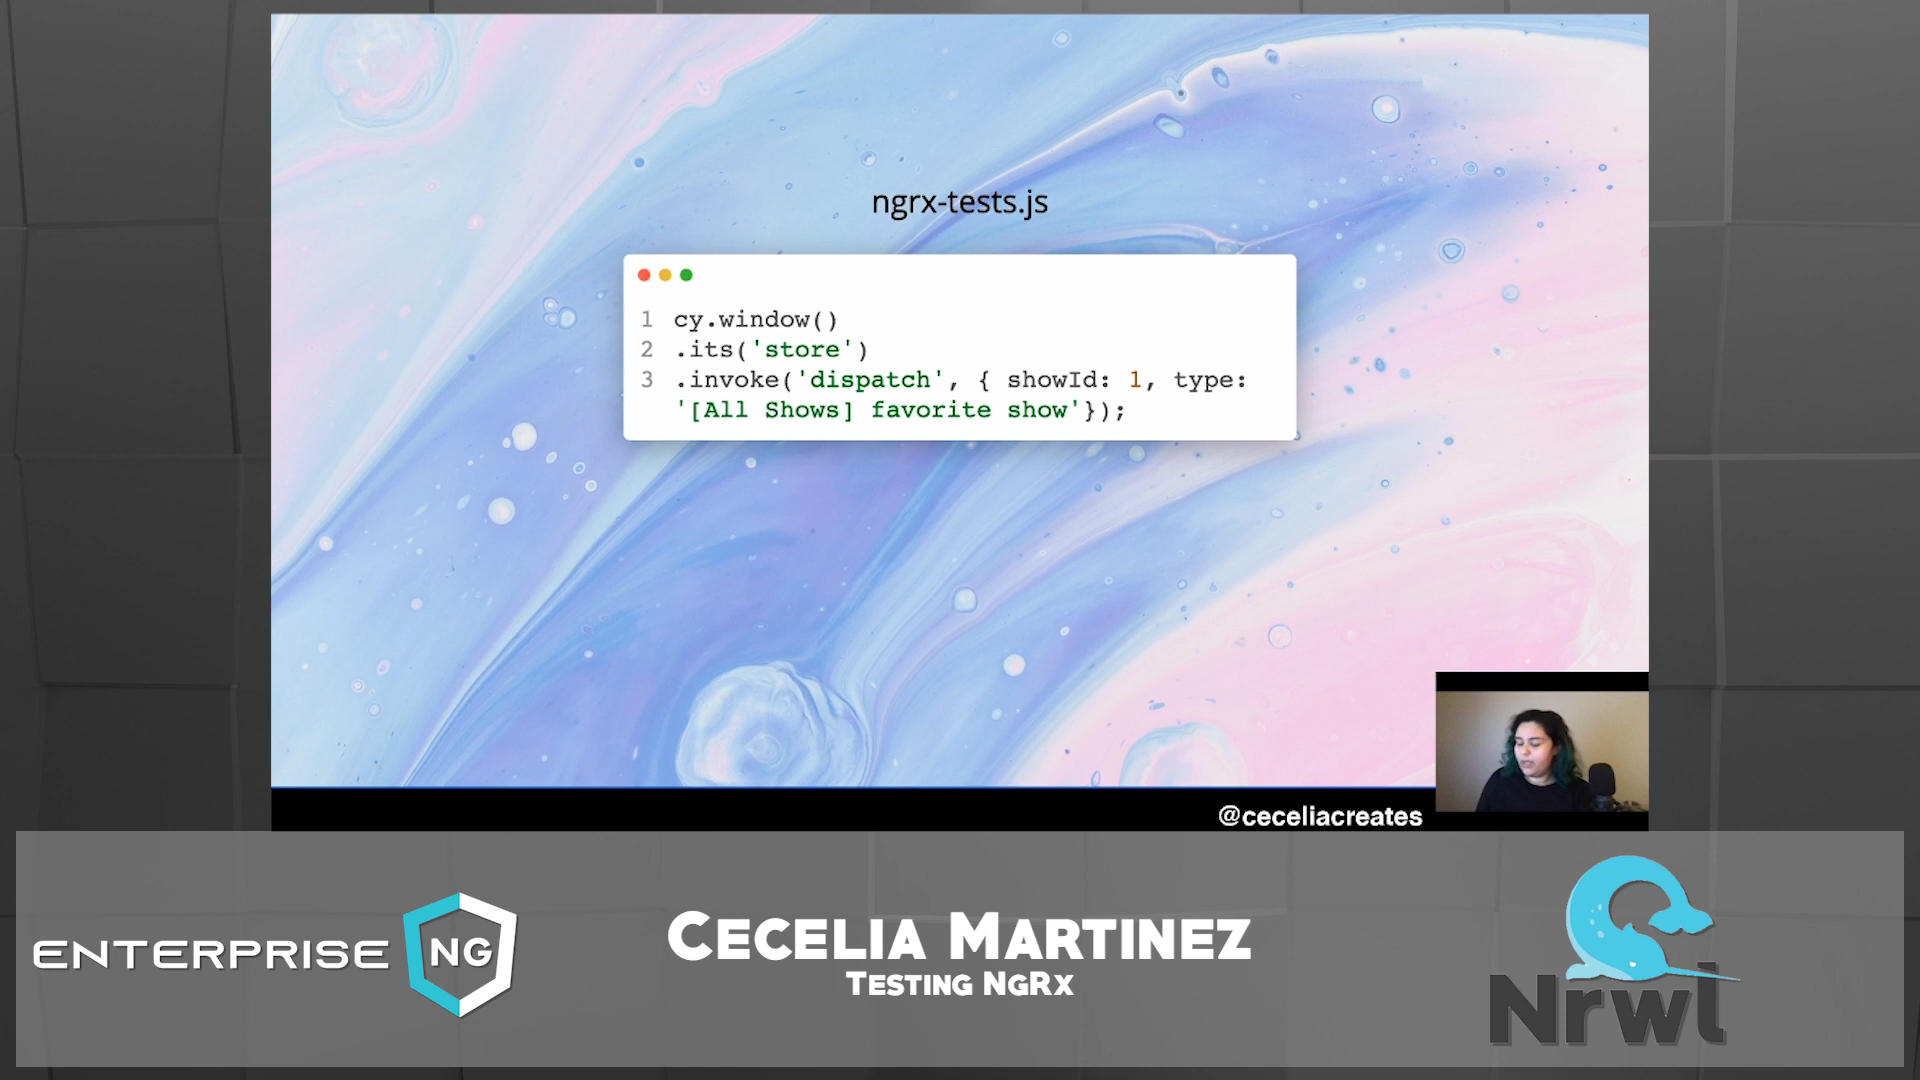 ngrx-tests.js
1 cy.window()
2 .its('store')
3 .invoke('dispatch', { showId: 1, type:
'[All Shows] favorite show'});
@ceceliacreates
ENTERPRISE NG
CECELIA MARTINEZ
TESTING NGRX
Nrwl